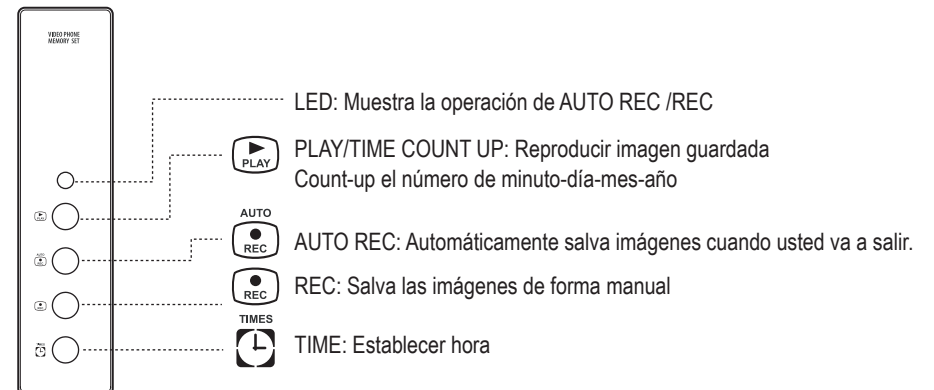 VIDEO PHONE
MEMORY SET
LED: Muestra la operación de AUTO REC /REC
PLAY
PLAY/TIME COUNT UP: Reproducir imagen guardada
Count-up el número de minuto-día-mes-año
AUTO
REC
AUTO REC: Automáticamente salva imágenes cuando usted va a salir.
REC
REC: Salva las imágenes de forma manual
TIMES
TIME: Establecer hora